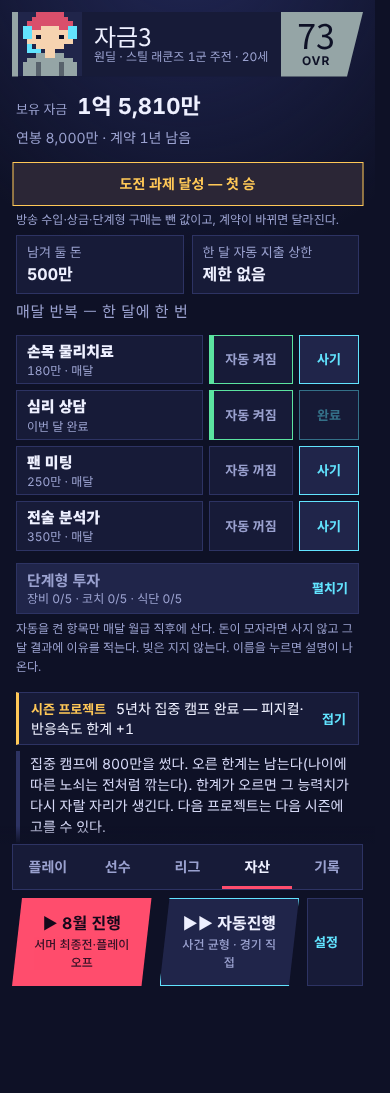 자금3
원딜 · 스틸 래쿤즈 1군 주전 · 20세
73
OVR
보유 자금 1억 5,810만
연봉 8,000만 · 계약 1년 남음
도전 과제 달성 — 첫 승
방송 수입·상금·단계형 구매는 뺀 값이고, 계약이 바뀌면 달라진다.
남겨 둘 돈
500만
한 달 자동 지출 상한
제한 없음
매달 반복 — 한 달에 한 번
손목 물리치료
180만 · 매달
자동 켜짐
사기
심리 상담
이번 달 완료
자동 켜짐
완료
팬 미팅
250만 · 매달
자동 꺼짐
사기
전술 분석가
350만 · 매달
자동 꺼짐
사기
단계형 투자
장비 0/5 · 코치 0/5 · 식단 0/5
펼치기
자동을 켠 항목만 매달 월급 직후에 산다. 돈이 모자라면 사지 않고 그
달 결과에 이유를 적는다. 빚은 지지 않는다. 이름을 누르면 설명이 나
온다.
시즌 프로젝트 5년차 집중 캠프 완료 — 피지컬·
반응속도 한계 +1
접기
집중 캠프에 800만을 썼다. 오른 한계는 남는다(나이에
따른 노쇠는 전처럼 깎는다). 한계가 오르면 그 능력치가
다시 자랄 자리가 생긴다. 다음 프로젝트는 다음 시즌에
고를 수 있다.
플레이
선수
리그
자산
기록
▶ 8월 진행
서머 최종전·플레이
오프
▶▶ 자동진행
사건 균형 · 경기 직
접
설정